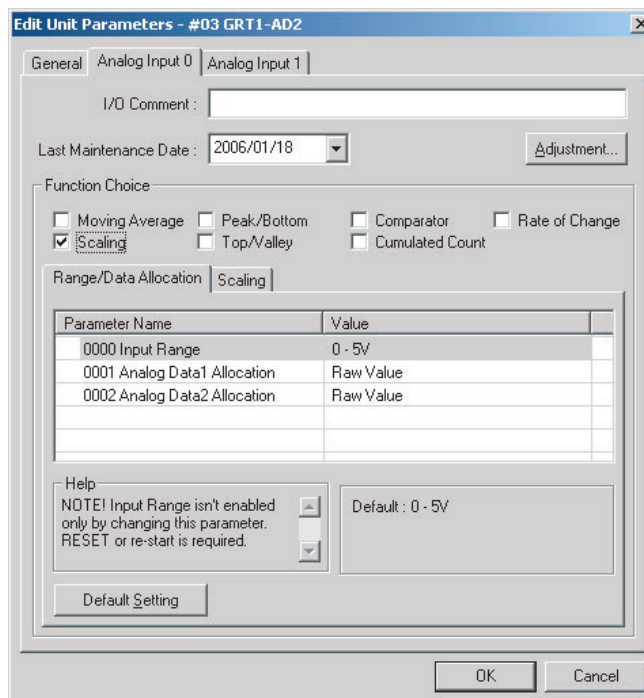 Edit Unit Parameters - #03 GRT1-AD2
General Analog Input 0 Analog Input 1
I/O Comment :
Last Maintenance Date : 2006/01/18 Adjustment...
Function Choice
Moving Average Peak/Bottom Comparator Rate of Change
Scaling Top/Valley Cumulated Count
Range/Data Allocation Scaling
Parameter Name Value
0000 Input Range 0 - 5V
0001 Analog Data1 Allocation Raw Value
0002 Analog Data2 Allocation Raw Value
Help
NOTE! Input Range isn't enabled
only by changing this parameter.
RESET or re-start is required.
Default : 0 - 5V
Default Setting
OK Cancel